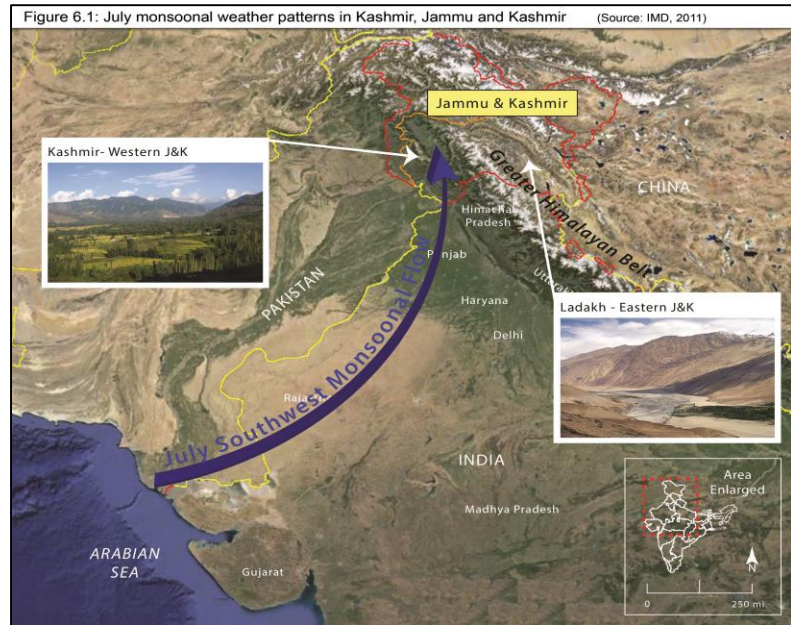 Figure 6.1: July monsoonal weather patterns in Kashmir, Jammu and Kashmir (Source: IMD, 2011)
Jammu & Kashmir
Kashmir- Western J&K
Greater Himalayan Belt
CHINA
Himachal
Pradesh
Punjab
PAKISTAN
Haryana
Delhi
Ladakh - Eastern J&K
July Southwest Monsoonal Flow
INDIA
Madhya Pradesh
Area
Enlarged
ARABIAN
SEA
Gujarat
N
0 250 mi.